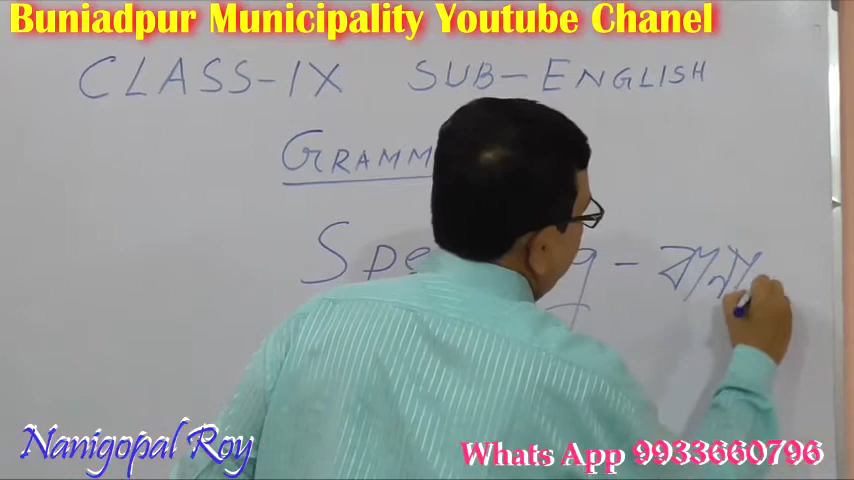 Buniadpur Municipality Youtube Chanel
CLASS-IX SUB-ENGLISH
GRAMM
Spe g - বানা
Nanigopal Roy
Whats App 9933660796